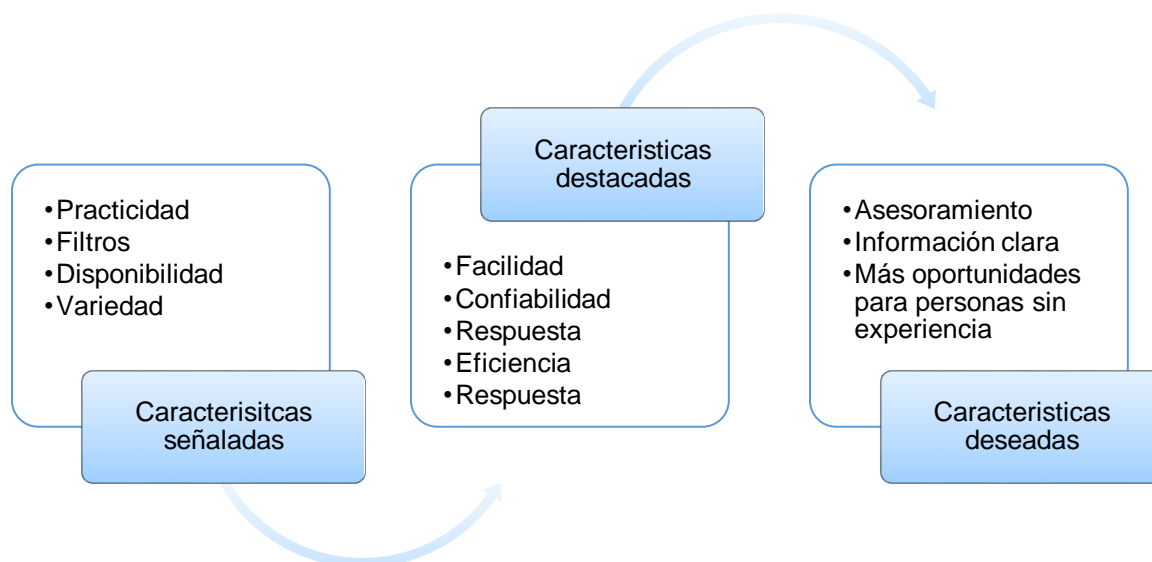 •Practicidad
•Filtros
•Disponibilidad
•Variedad
Caracterisitcas
señaladas
Caracteristicas
destacadas
•Facilidad
•Confiabilidad
•Respuesta
•Eficiencia
•Respuesta
•Asesoramiento
•Información clara
•Más oportunidades
para personas sin
experiencia
Caracteristicas
deseadas